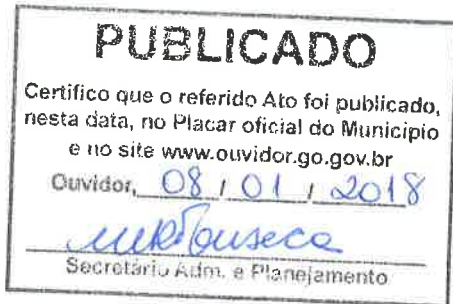 PUBLICADO
Certifico que o referido Ato foi publicado,
nesta data, no Placar oficial do Município
e no site www.ouvidor.go.gov.br
Ouvidor, 08 / 01 / 2018
Secretário Adm. e Planejamento